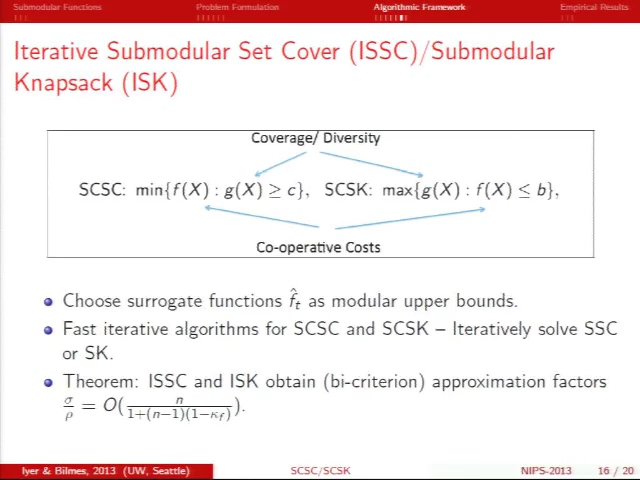 Submodular Functions Problem Formulation Algorithmic Framework Empirical Results
Iterative Submodular Set Cover (ISSC)/Submodular
Knapsack (ISK)
Coverage/ Diversity
SCSC: min{f(X) : g(X) ≥ c}, SCSK: max{g(X) : f(X) ≤ b},
Co-operative Costs
Choose surrogate functions f̂ₜ as modular upper bounds.
Fast iterative algorithms for SCSC and SCSK – Iteratively solve SSC
or SK.
Theorem: ISSC and ISK obtain (bi-criterion) approximation factors
σ/ρ = O(n/(1+(n−1)(1−κ_f))).
Iyer & Bilmes, 2013 (UW, Seattle) SCSC/SCSK NIPS-2013 16 / 20